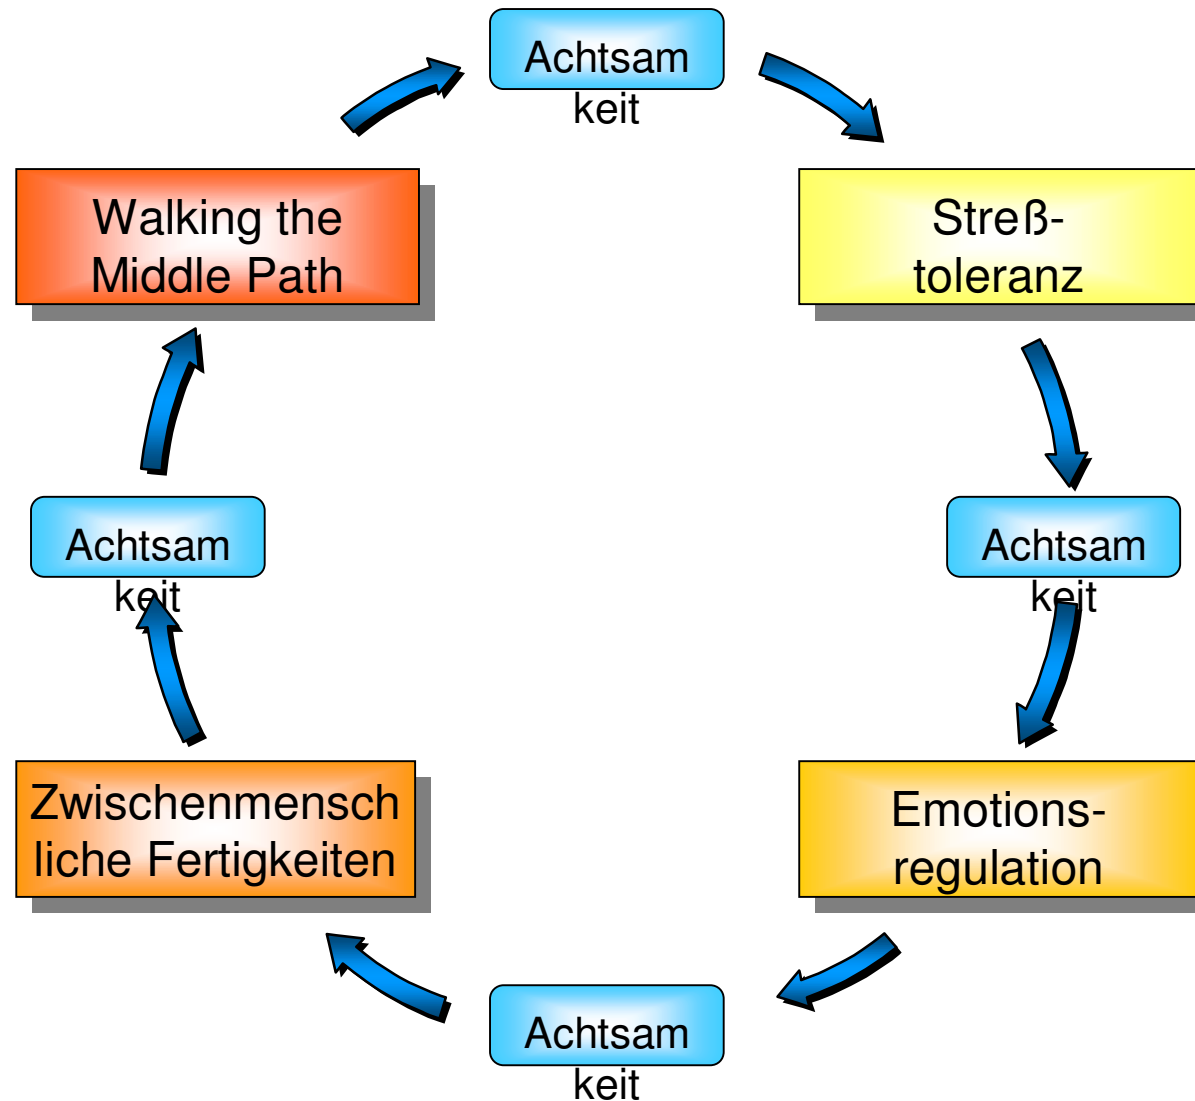 Achtsam
keit
Walking the
Middle Path
Streß-
toleranz
Achtsam
keit
Achtsam
keit
Zwischenmensch
liche Fertigkeiten
Emotions-
regulation
Achtsam
keit